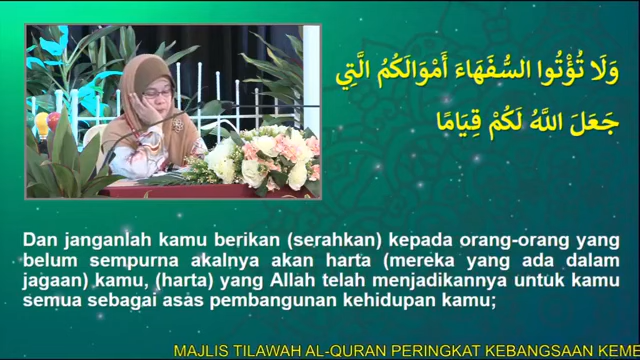 وَلَا تُؤْتُوا السُّفَهَاءَ أَمْوَالَكُمُ الَّتِي
جَعَلَ اللَّهُ لَكُمْ قِيَامًا
Dan janganlah kamu berikan (serahkan) kepada orang-orang yang
belum sempurna akalnya akan harta (mereka yang ada dalam
jagaan) kamu, (harta) yang Allah telah menjadikannya untuk kamu
semua sebagai asas pembangunan kehidupan kamu;
MAJLIS TILAWAH AL-QURAN PERINGKAT KEBANGSAAN KEME